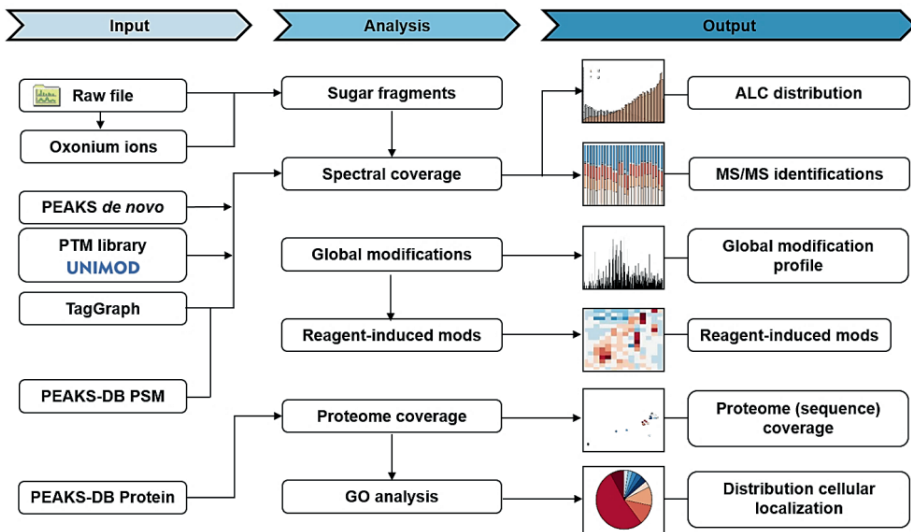 Input
Analysis
Output
Raw file
Oxonium ions
PEAKS de novo
PTM library
UNIMOD
TagGraph
PEAKS-DB PSM
PEAKS-DB Protein
Sugar fragments
Spectral coverage
Global modifications
Reagent-induced mods
Proteome coverage
GO analysis
ALC distribution
MS/MS identifications
Global modification
profile
Reagent-induced mods
Proteome (sequence)
coverage
Distribution cellular
localization